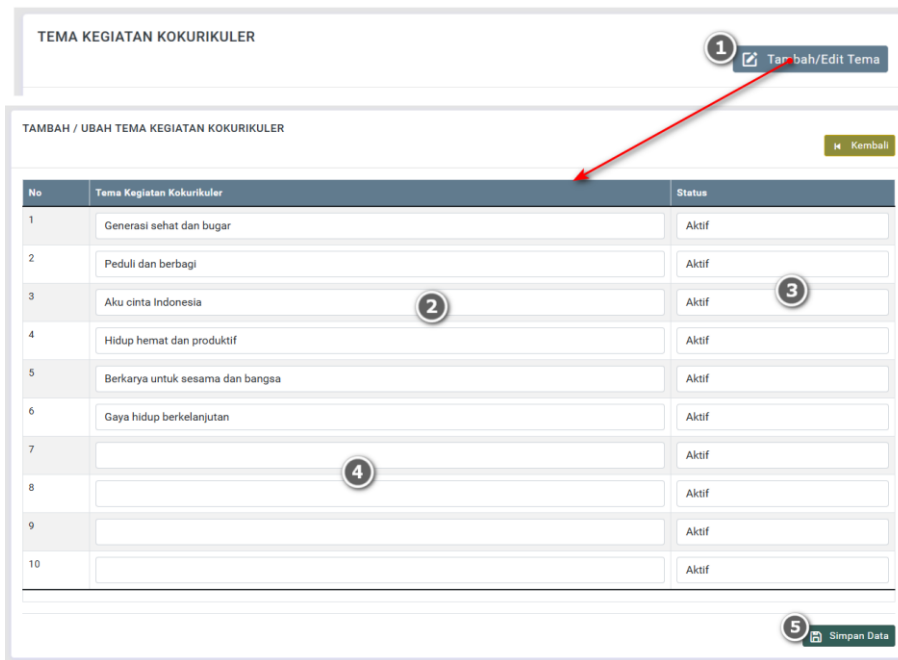 TEMA KEGIATAN KOKURIKULER
1 Tambah/Edit Tema
TAMBAH / UBAH TEMA KEGIATAN KOKURIKULER
Kembali
No Tema Kegiatan Kokurikuler Status
1 Generasi sehat dan bugar Aktif
2 Peduli dan berbagi Aktif
3 Aku cinta Indonesia 2 Aktif 3
4 Hidup hemat dan produktif Aktif
5 Berkarya untuk sesama dan bangsa Aktif
6 Gaya hidup berkelanjutan Aktif
7 4 Aktif
8 Aktif
9 Aktif
10 Aktif
5 Simpan Data